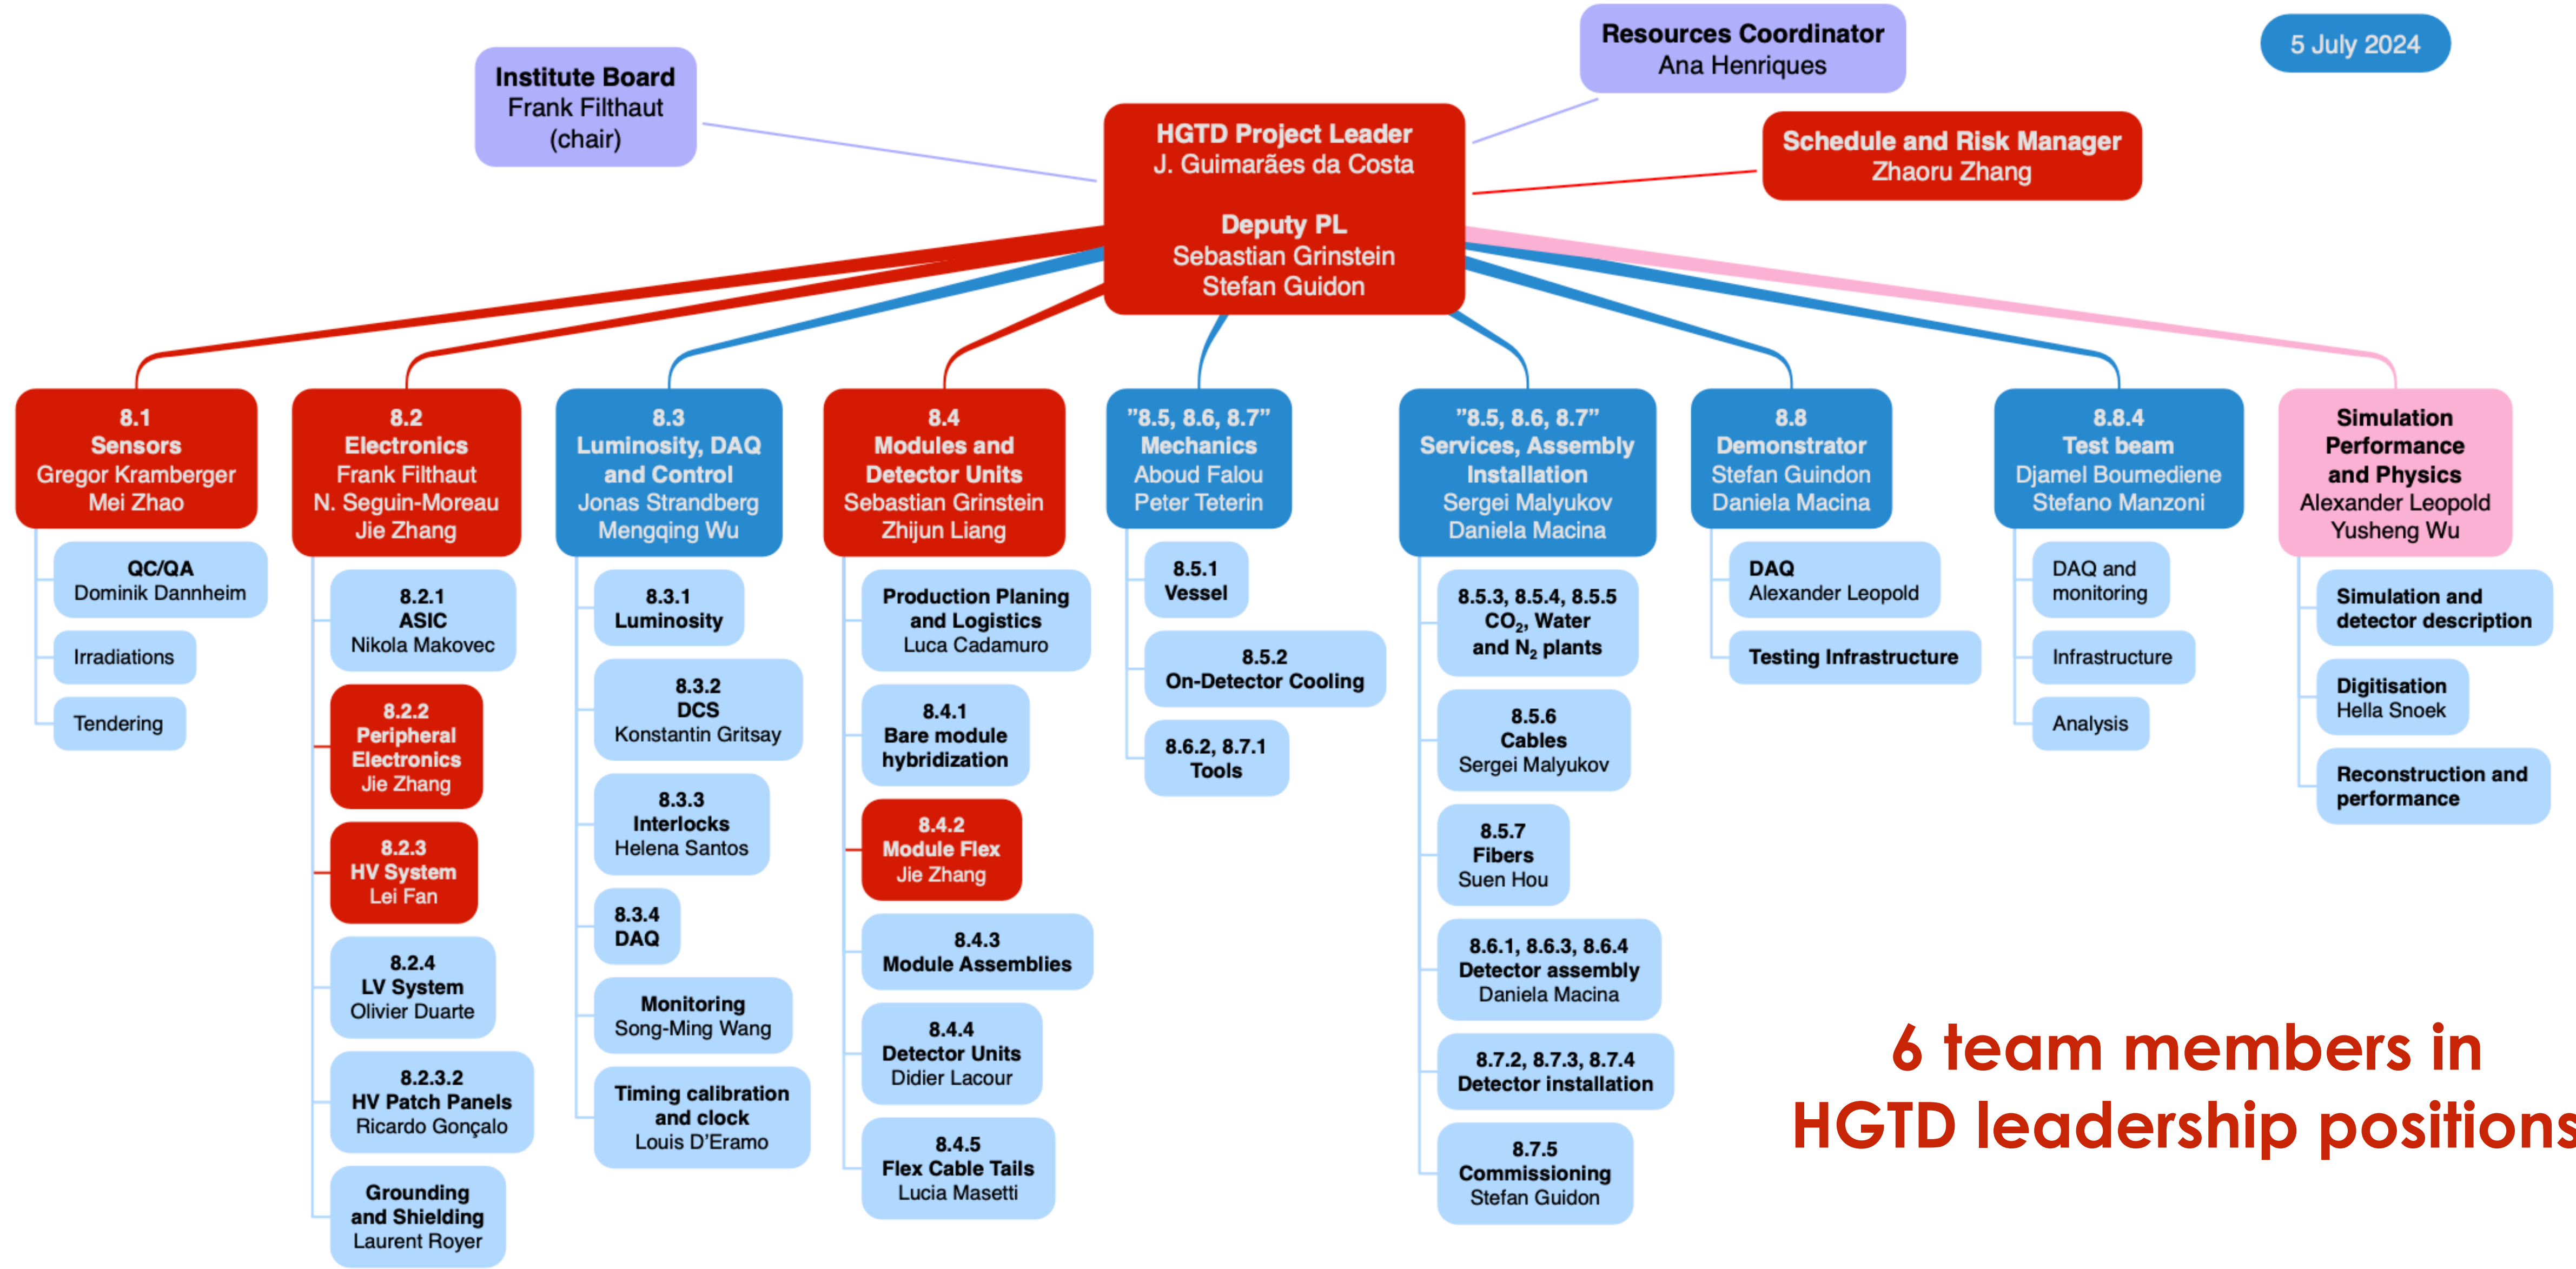 Institute Board
Frank Filthaut
(chair)
Resources Coordinator
Ana Henriques
5 July 2024
HGTD Project Leader
J. Guimarães da Costa
Deputy PL
Sebastian Grinstein
Stefan Guidon
Schedule and Risk Manager
Zhaoru Zhang
8.1
Sensors
Gregor Kramberger
Mei Zhao
QC/QA
Dominik Dannheim
Irradiations
Tendering
8.2
Electronics
Frank Filthaut
N. Seguin-Moreau
Jie Zhang
8.2.1
ASIC
Nikola Makovec
8.2.2
Peripheral
Electronics
Jie Zhang
8.2.3
HV System
Lei Fan
8.2.4
LV System
Olivier Duarte
8.2.3.2
HV Patch Panels
Ricardo Gonçalo
Grounding
and Shielding
Laurent Royer
8.3
Luminosity, DAQ
and Control
Jonas Strandberg
Mengqing Wu
8.3.1
Luminosity
8.3.2
DCS
Konstantin Gritsay
8.3.3
Interlocks
Helena Santos
8.3.4
DAQ
Monitoring
Song-Ming Wang
Timing calibration
and clock
Louis D'Eramo
8.4
Modules and
Detector Units
Sebastian Grinstein
Zhijun Liang
Production Planing
and Logistics
Luca Cadamuro
8.4.1
Bare module
hybridization
8.4.2
Module Flex
Jie Zhang
8.4.3
Module Assemblies
8.4.4
Detector Units
Didier Lacour
8.4.5
Flex Cable Tails
Lucia Masetti
”8.5, 8.6, 8.7”
Mechanics
Aboud Falou
Peter Teterin
8.5.1
Vessel
8.5.2
On-Detector Cooling
8.6.2, 8.7.1
Tools
”8.5, 8.6, 8.7”
Services, Assembly
Installation
Sergei Malyukov
Daniela Macina
8.5.3, 8.5.4, 8.5.5
CO₂, Water
and N₂ plants
8.5.6
Cables
Sergei Malyukov
8.5.7
Fibers
Suen Hou
8.6.1, 8.6.3, 8.6.4
Detector assembly
Daniela Macina
8.7.2, 8.7.3, 8.7.4
Detector installation
8.7.5
Commissioning
Stefan Guidon
8.8
Demonstrator
Stefan Guindon
Daniela Macina
DAQ
Alexander Leopold
Testing Infrastructure
8.8.4
Test beam
Djamel Boumediene
Stefano Manzoni
DAQ and
monitoring
Infrastructure
Analysis
Simulation
Performance
and Physics
Alexander Leopold
Yusheng Wu
Simulation and
detector description
Digitisation
Hella Snoek
Reconstruction and
performance
6 team members in
HGTD leadership positions